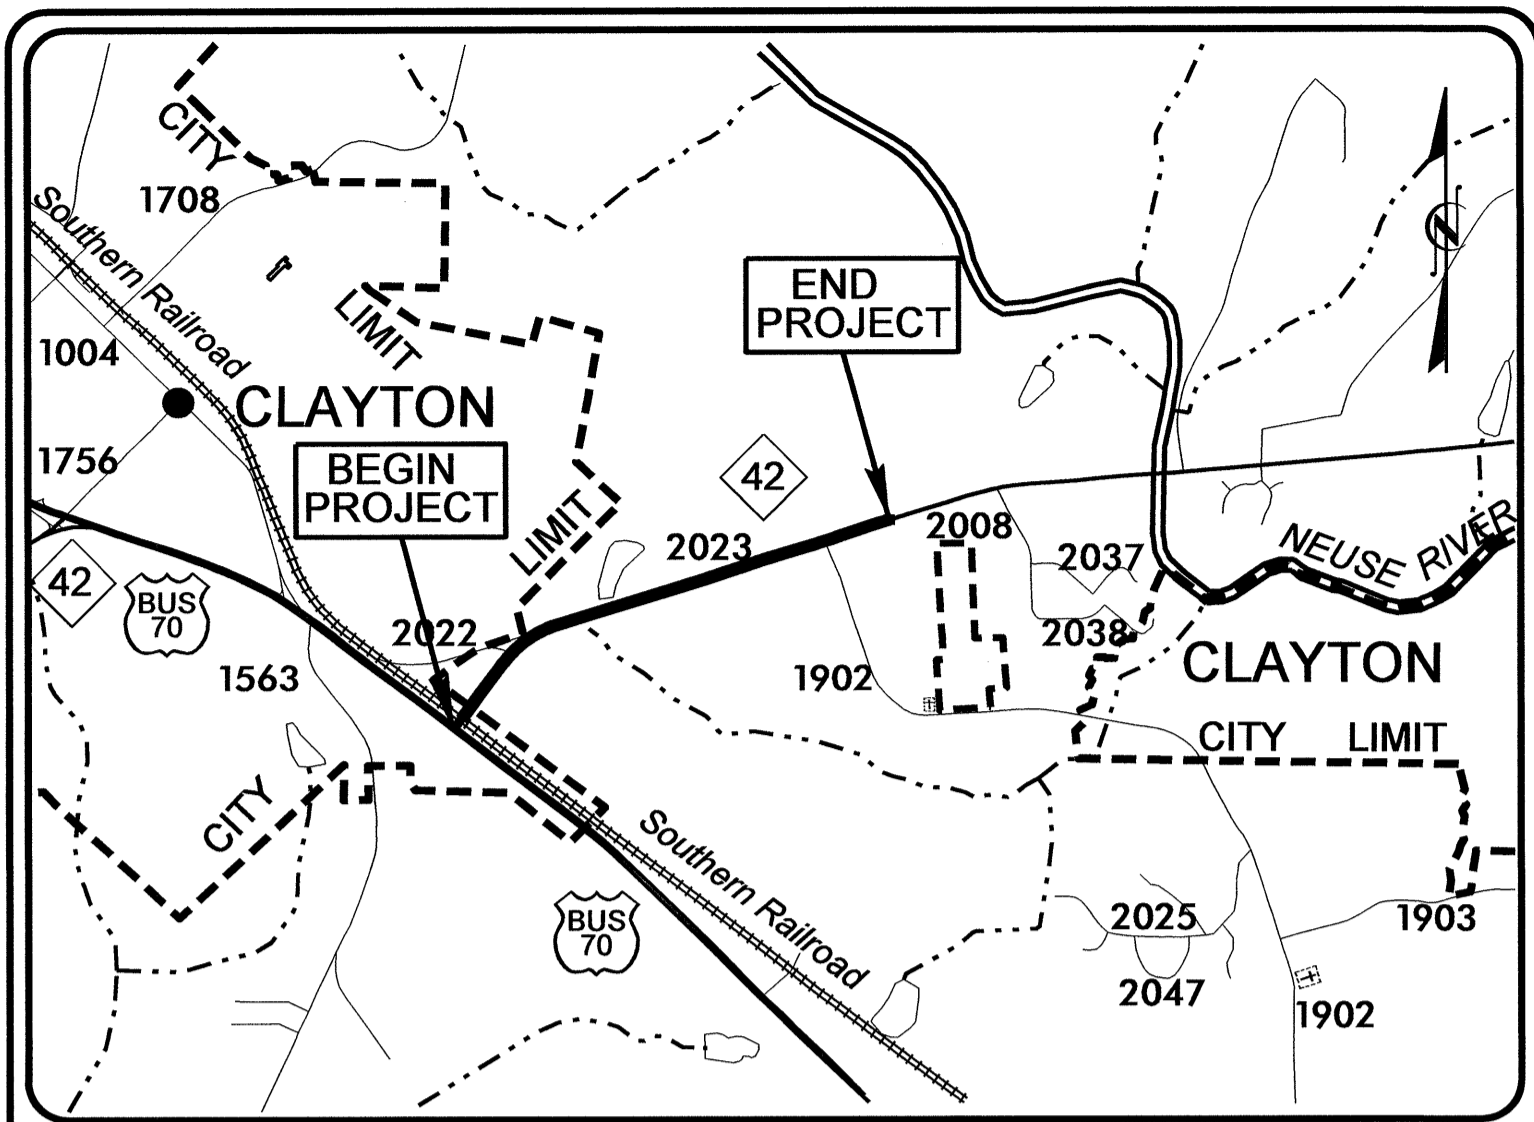 CITY
1708
Southern Railroad
LIMIT
1004
CLAYTON
END
PROJECT
1756
BEGIN
PROJECT
42
LIMIT
2023
2008
2037
NEUSE RIVER
42
BUS
70
2022
2038
1563
1902
CLAYTON
CITY LIMIT
CITY
Southern Railroad
BUS
70
2025
1903
2047
1902